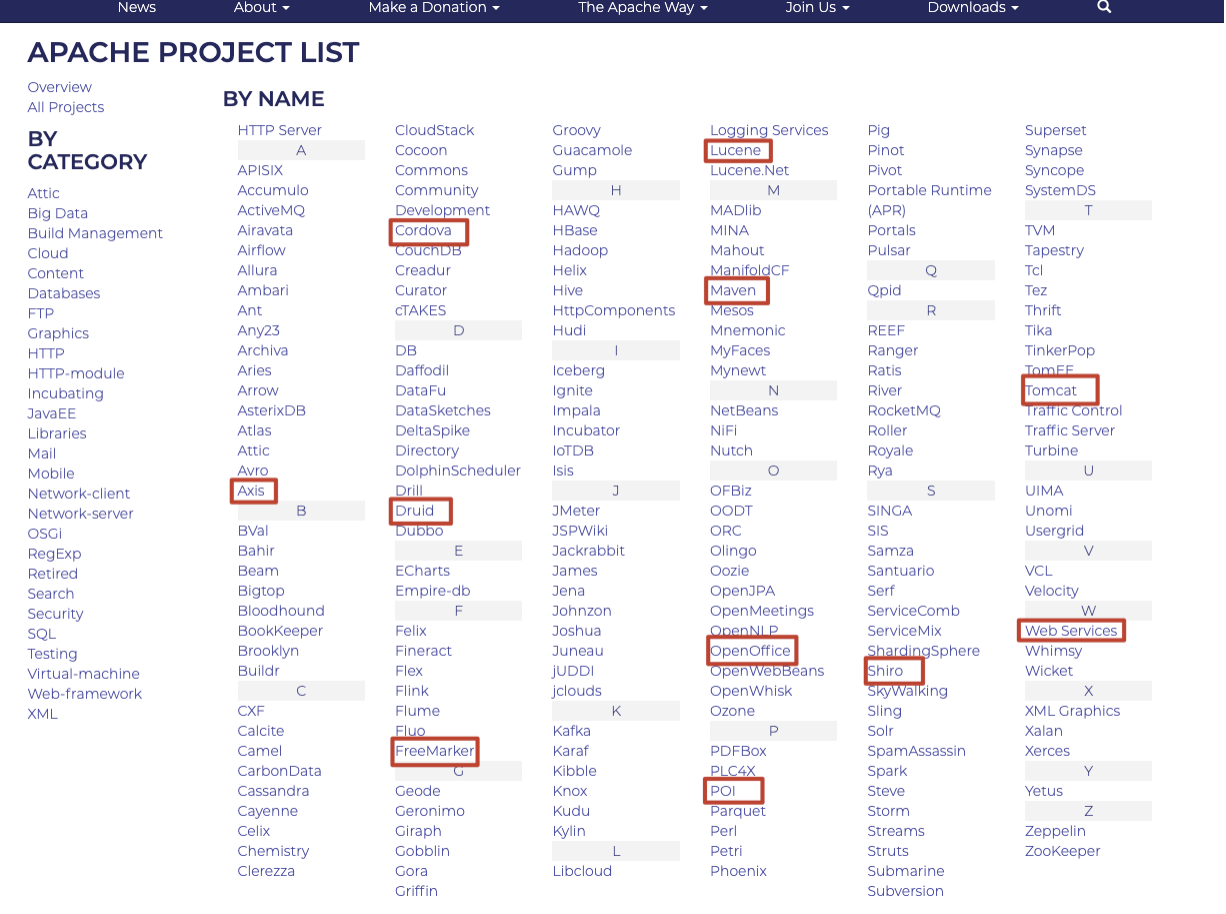 News
About
Make a Donation
The Apache Way
Join Us
Downloads
APACHE PROJECT LIST
Overview
All Projects
BY
CATEGORY
Attic
Big Data
Build Management
Cloud
Content
Databases
FTP
Graphics
HTTP
HTTP-module
Incubating
JavaEE
Libraries
Mail
Mobile
Network-client
Network-server
OSGi
RegExp
Retired
Search
Security
SQL
Testing
Virtual-machine
Web-framework
XML
BY NAME
HTTP Server
A
APISIX
Accumulo
ActiveMQ
Airavata
Airflow
Allura
Ambari
Ant
Any23
Archiva
Aries
Arrow
AsterixDB
Atlas
Attic
Avro
Axis
B
BVal
Bahir
Beam
Bigtop
Bloodhound
BookKeeper
Brooklyn
Buildr
C
CXF
Calcite
Camel
CarbonData
Cassandra
Cayenne
Celix
Chemistry
Clerezza
CloudStack
Cocoon
Commons
Community
Development
Cordova
CouchDB
Creadur
Curator
cTAKES
D
DB
Daffodil
DataFu
DataSketches
DeltaSpike
Directory
DolphinScheduler
Drill
Druid
Dubbo
E
ECharts
Empire-db
F
Felix
Fineract
Flex
Flink
Flume
Fluo
FreeMarker
G
Geode
Geronimo
Giraph
Gobblin
Gora
Griffin
Groovy
Guacamole
Gump
H
HAWQ
HBase
Hadoop
Helix
Hive
HttpComponents
Hudi
I
Iceberg
Ignite
Impala
Incubator
IoTDB
Isis
J
JMeter
JSPWiki
Jackrabbit
James
Jena
Johnzon
Joshua
Juneau
jUDDI
jclouds
K
Kafka
Karaf
Kibble
Knox
Kudu
Kylin
L
Libcloud
Logging Services
Lucene
Lucene.Net
M
MADlib
MINA
Mahout
ManifoldCF
Maven
Mesos
Mnemonic
MyFaces
Mynewt
N
NetBeans
NiFi
Nutch
O
OFBiz
OODT
ORC
Olingo
Oozie
OpenJPA
OpenMeetings
OpenNLP
OpenOffice
OpenWebBeans
OpenWhisk
Ozone
P
PDFBox
PLC4X
POI
Parquet
Perl
Petri
Phoenix
Pig
Pinot
Pivot
Portable Runtime
(APR)
Portals
Pulsar
Q
Qpid
R
REEF
Ranger
Ratis
River
RocketMQ
Roller
Royale
Rya
S
SINGA
SIS
Samza
Santuario
Serf
ServiceComb
ServiceMix
ShardingSphere
Shiro
SkyWalking
Sling
Solr
SpamAssassin
Spark
Steve
Storm
Streams
Struts
Submarine
Subversion
Superset
Synapse
Syncope
SystemDS
T
TVM
Tapestry
Tcl
Tez
Thrift
Tika
TinkerPop
TomEE
Tomcat
Traffic Control
Traffic Server
Turbine
U
UIMA
Unomi
Usergrid
V
VCL
Velocity
W
Web Services
Whimsy
Wicket
X
XML Graphics
Xalan
Xerces
Y
Yetus
Z
Zeppelin
ZooKeeper